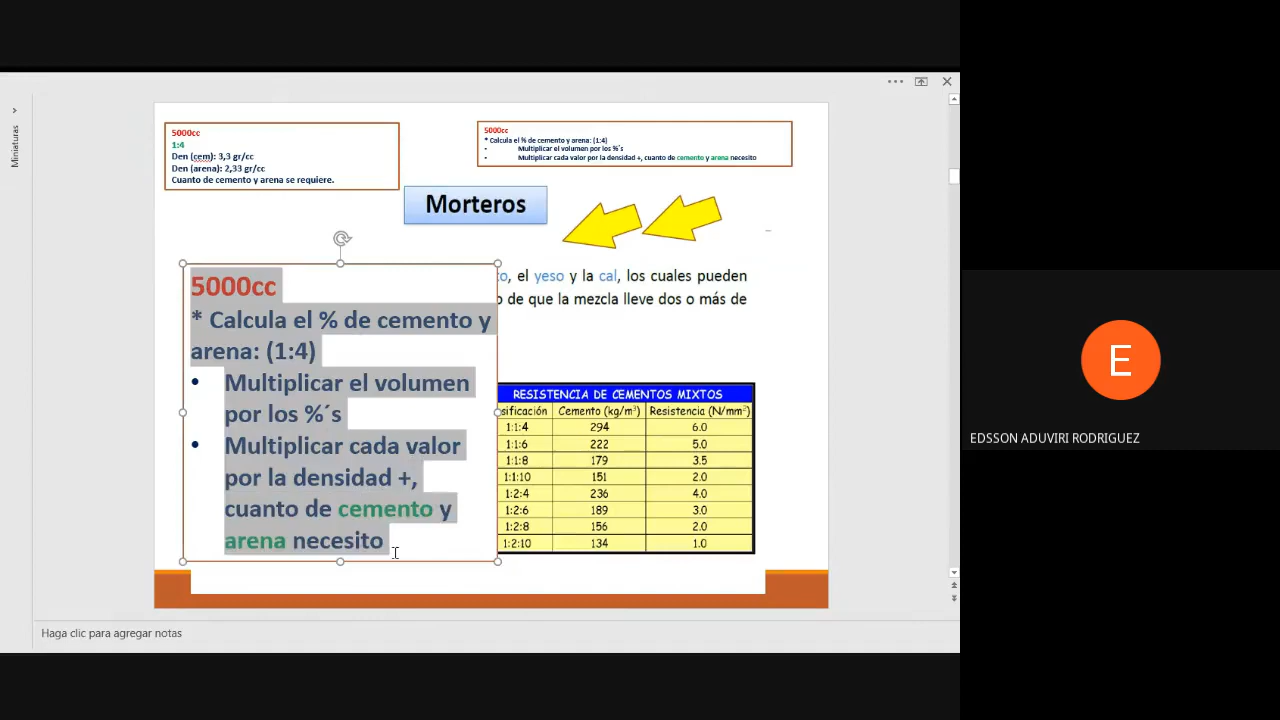 Miniaturas
5000cc
1:4
Den (cem): 3,3 gr/cc
Den (arena): 2,33 gr/cc
Cuanto de cemento y arena se requiere.
5000cc
* Calcula el % de cemento y arena: (1:4)
- Multiplicar el volumen por los %´s
- Multiplicar cada valor por la densidad +, cuanto de cemento y arena necesito
Morteros
o, el yeso y la cal, los cuales pueden
o de que la mezcla lleve dos o más de
5000cc
* Calcula el % de cemento y
arena: (1:4)
• Multiplicar el volumen
por los %´s
• Multiplicar cada valor
por la densidad +,
cuanto de cemento y
arena necesito
RESISTENCIA DE CEMENTOS MIXTOS
sificación Cemento (kg/m³) Resistencia (N/mm²)
1:1:4 294 6.0
1:1:6 222 5.0
1:1:8 179 3.5
1:1:10 151 2.0
1:2:4 236 4.0
1:2:6 189 3.0
1:2:8 156 2.0
1:2:10 134 1.0
Haga clic para agregar notas
E
EDSSON ADUVIRI RODRIGUEZ